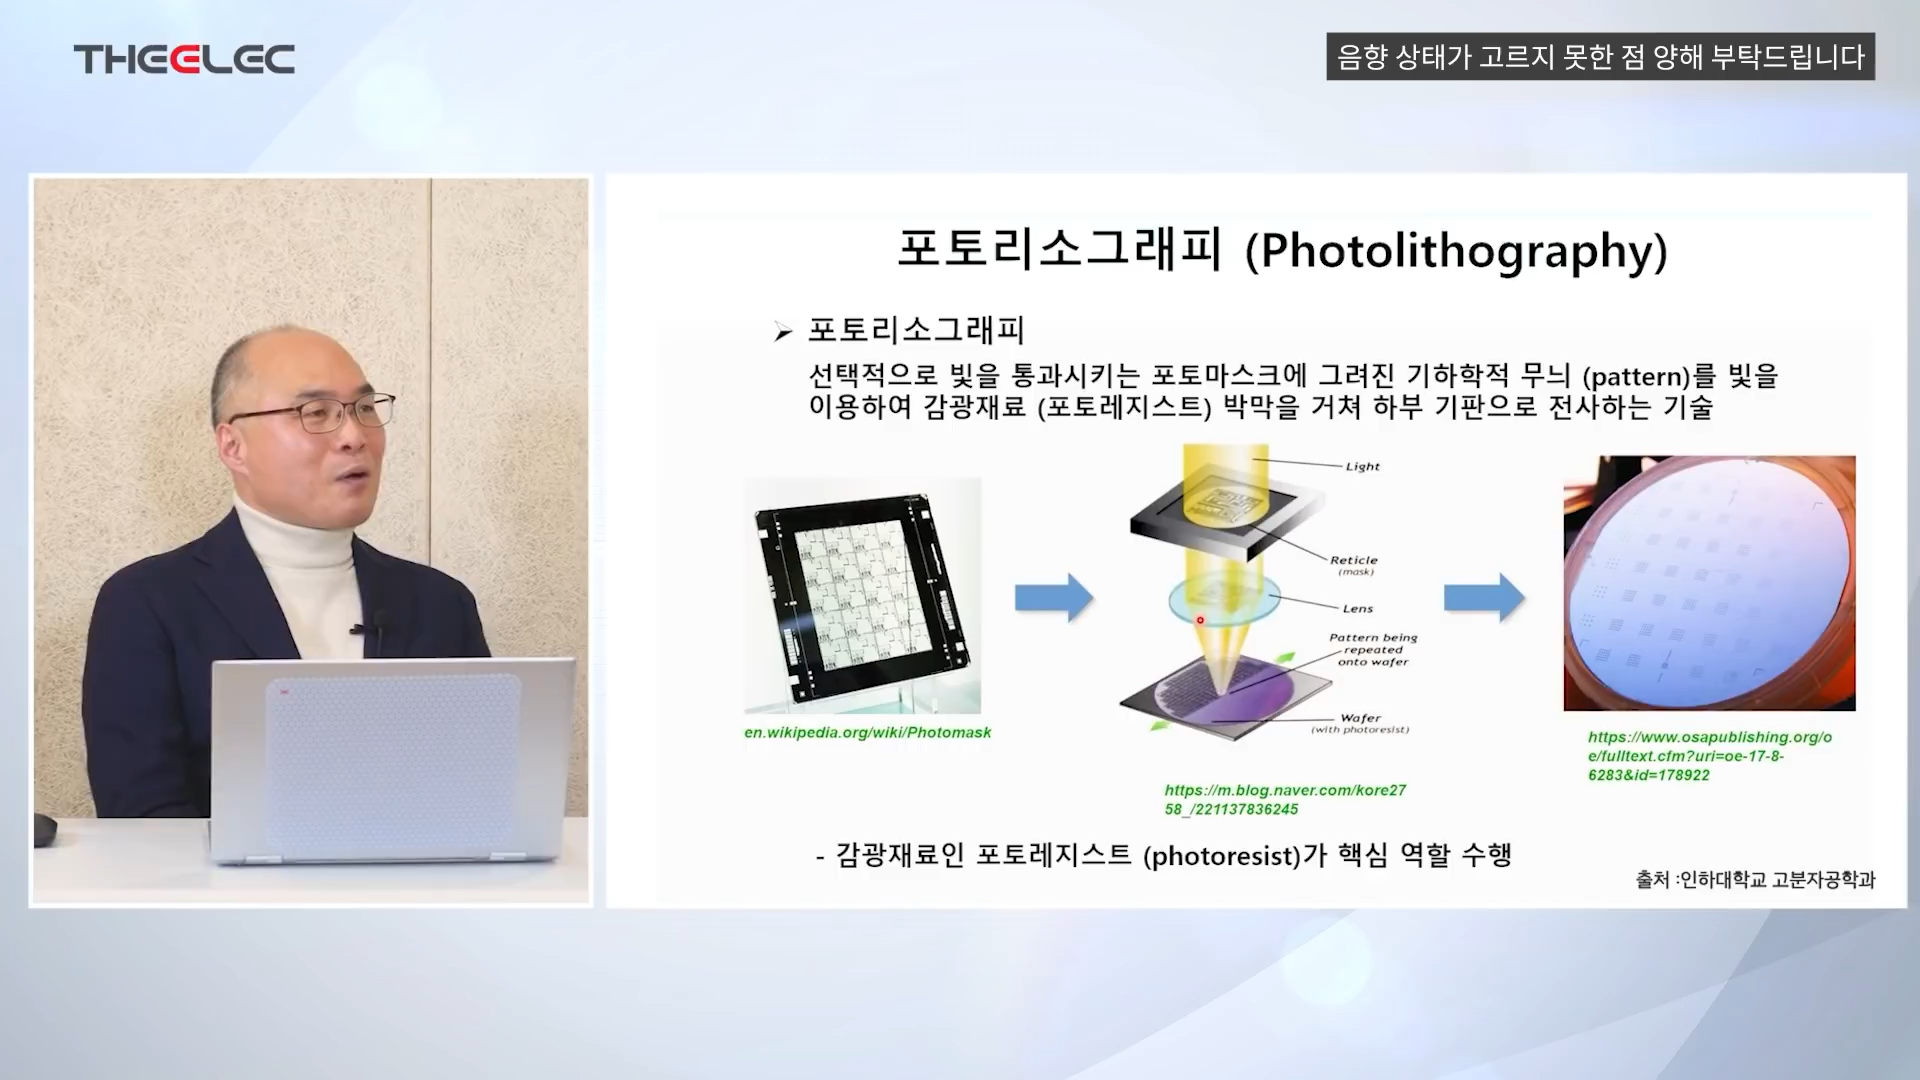 THEELEC
음향 상태가 고르지 못한 점 양해 부탁드립니다
포토리소그래피 (Photolithography)
➢ 포토리소그래피
선택적으로 빛을 통과시키는 포토마스크에 그려진 기하학적 무늬 (pattern)를 빛을
이용하여 감광재료 (포토레지스트) 박막을 거쳐 하부 기판으로 전사하는 기술
Light
Reticle
(mask)
Lens
Pattern being
repeated
onto wafer
Wafer
(with photoresist)
en.wikipedia.org/wiki/Photomask
https://m.blog.naver.com/kore27
58_/221137836245
https://www.osapublishing.org/o
e/fulltext.cfm?uri=oe-17-8-
6283&id=178922
- 감광재료인 포토레지스트 (photoresist)가 핵심 역할 수행
출처 :인하대학교 고분자공학과